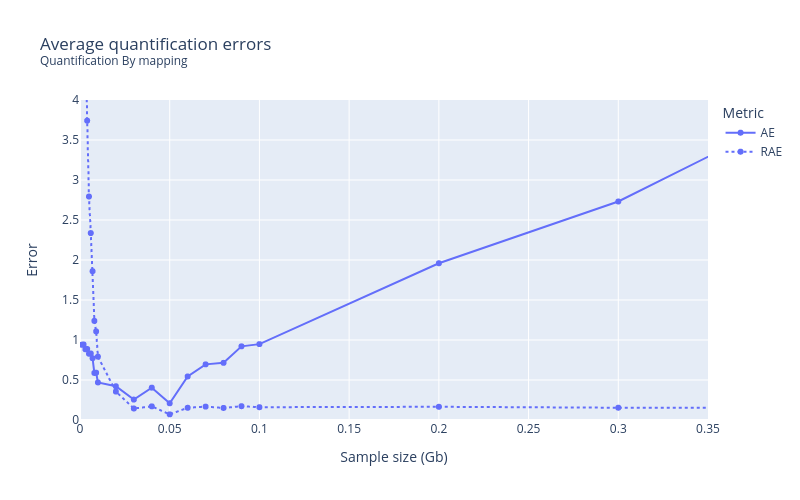 Average quantification errors
Quantification By mapping
Metric
AE
RAE
Error
4
3.5
3
2.5
2
1.5
1
0.5
0
0
0.05
0.1
0.15
0.2
0.25
0.3
0.35
Sample size (Gb)